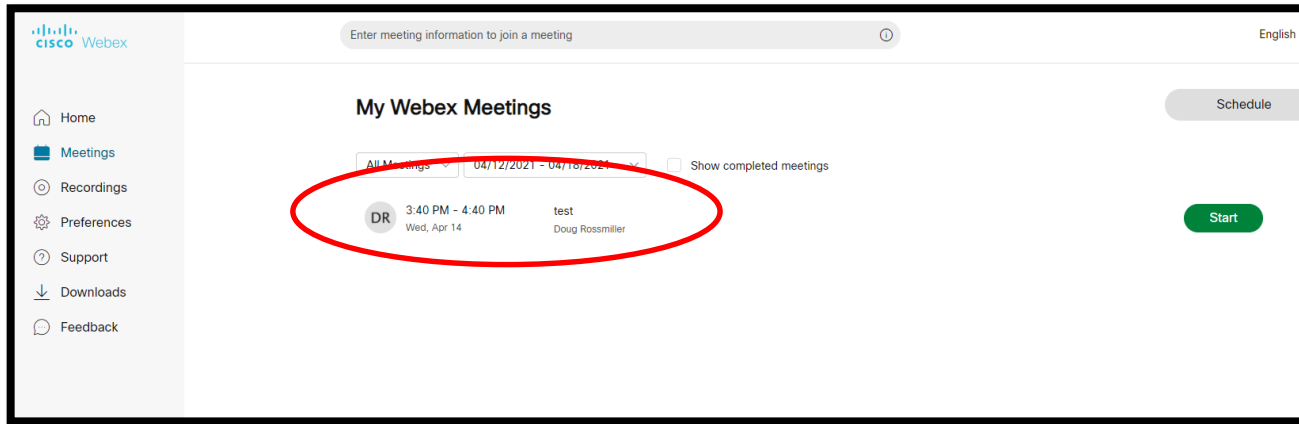 CISCO Webex
Enter meeting information to join a meeting
English
Home
Meetings
Recordings
Preferences
Support
Downloads
Feedback
My Webex Meetings
Schedule
All Meetings
04/12/2021 - 04/18/2021
Show completed meetings
DR
3:40 PM - 4:40 PM
test
Wed, Apr 14
Doug Rossmiller
Start